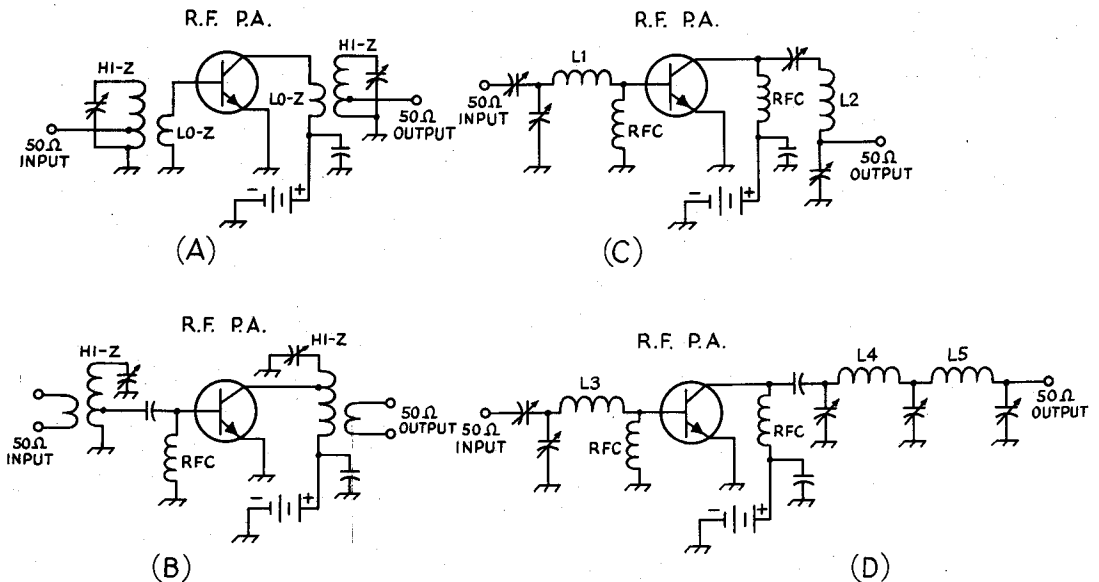 R.F. P.A.
HI-Z
HI-Z
LO-Z
LO-Z
50Ω
INPUT
50Ω
OUTPUT
- +
(A)
R.F. P.A.
L1
50Ω
INPUT
RFC
RFC
L2
50Ω
OUTPUT
- +
(C)
R.F. P.A.
HI-Z
HI-Z
50Ω
INPUT
RFC
50Ω
OUTPUT
- +
(B)
R.F. P.A.
L3
L4
L5
50Ω
INPUT
RFC
RFC
50Ω
OUTPUT
- +
(D)